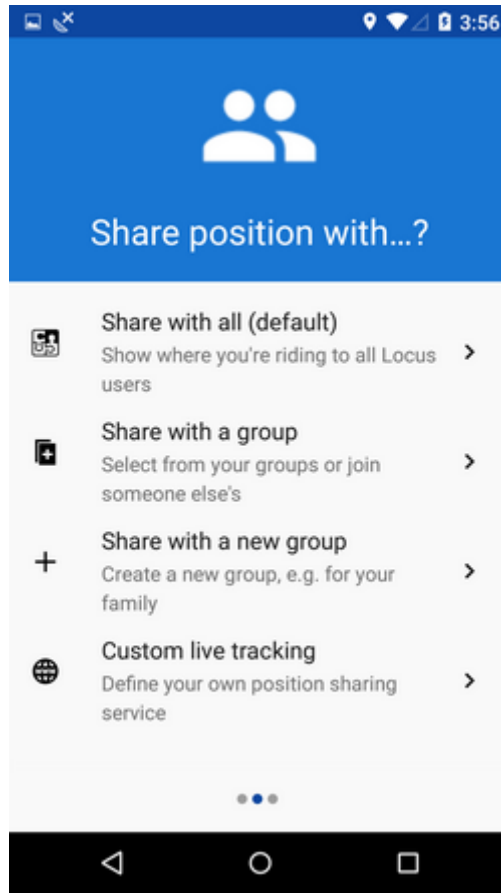 3:56
Share position with...?
Share with all (default)
Show where you're riding to all Locus
users
Share with a group
Select from your groups or join
someone else's
Share with a new group
Create a new group, e.g. for your
family
Custom live tracking
Define your own position sharing
service